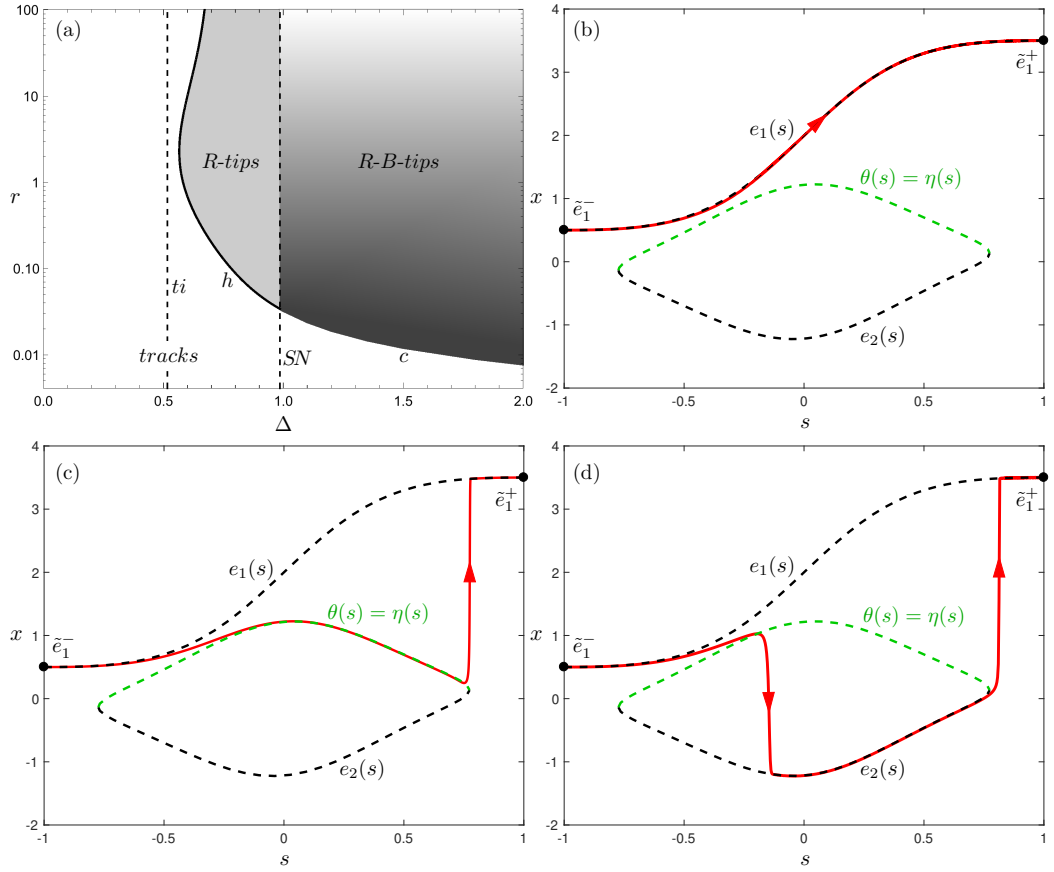 (a)
100
10
1
0.10
0.01
r
R-tips
R-B-tips
ti
h
tracks
SN
c
0.0 0.5 1.0 1.5 2.0
Δ
(b)
4
3
2
1
0
-1
-2
x
ẽ₁⁻
ẽ₁⁺
e₁(s)
θ(s) = η(s)
e₂(s)
-1 -0.5 0 0.5 1
s
(c)
4
3
2
1
0
-1
-2
x
ẽ₁⁻
ẽ₁⁺
e₁(s)
θ(s) = η(s)
e₂(s)
-1 -0.5 0 0.5 1
s
(d)
4
3
2
1
0
-1
-2
x
ẽ₁⁻
ẽ₁⁺
e₁(s)
θ(s) = η(s)
e₂(s)
-1 -0.5 0 0.5 1
s